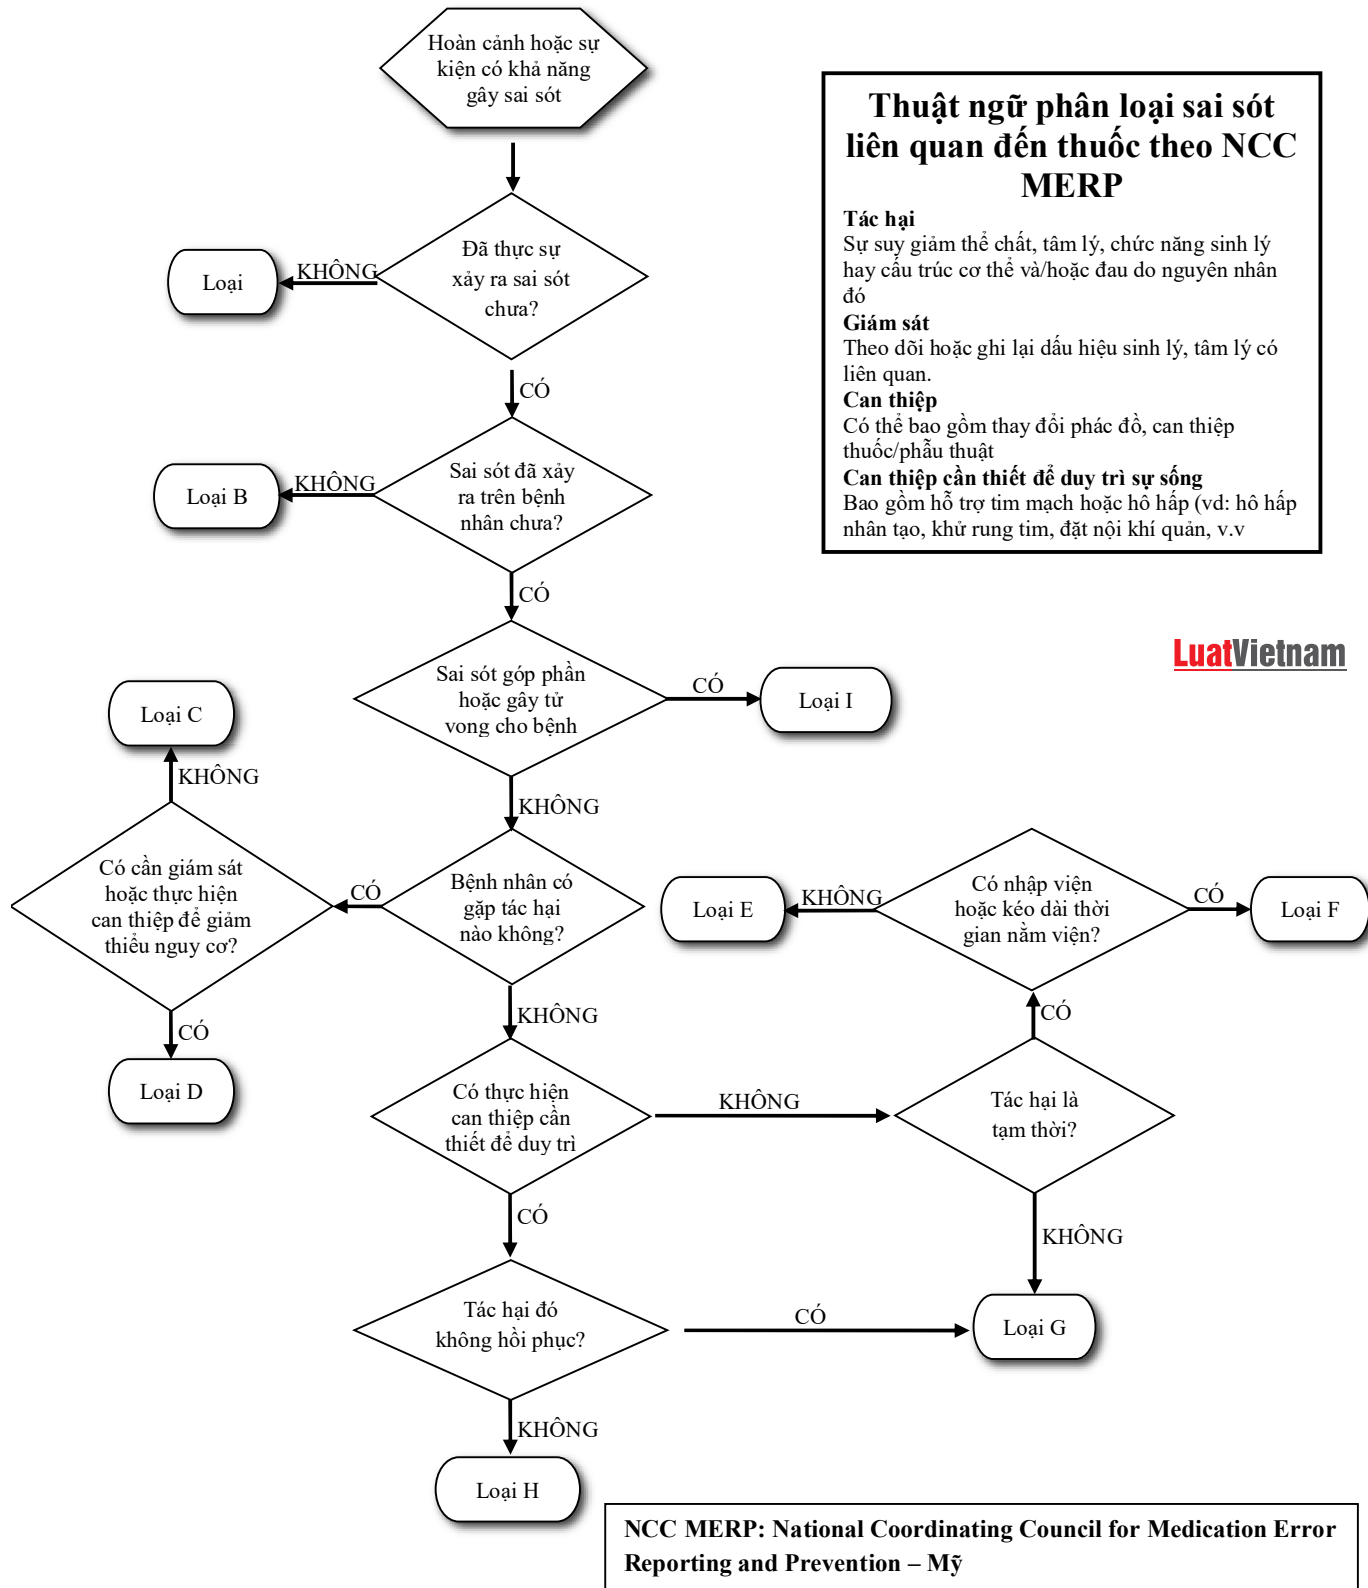 Hoàn cảnh hoặc sự
kiện có khả năng
gây sai sót
Thuật ngữ phân loại sai sót
liên quan đến thuốc theo NCC
MERP
Tác hại
Sự suy giảm thể chất, tâm lý, chức năng sinh lý
hay cấu trúc cơ thể và/hoặc đau do nguyên nhân
đó
Giám sát
Theo dõi hoặc ghi lại dấu hiệu sinh lý, tâm lý có
liên quan.
Can thiệp
Có thể bao gồm thay đổi phác đồ, can thiệp
thuốc/phẫu thuật
Can thiệp cần thiết để duy trì sự sống
Bao gồm hỗ trợ tim mạch hoặc hô hấp (vd: hô hấp
nhân tạo, khử rung tim, đặt nội khí quản, v.v
Đã thực sự
xảy ra sai sót
chưa?
KHÔNG
Loại
CÓ
Sai sót đã xảy
ra trên bệnh
nhân chưa?
KHÔNG
Loại B
CÓ
LuatVietnam
Sai sót góp phần
hoặc gây tử
vong cho bệnh
CÓ
Loại I
Loại C
KHÔNG
KHÔNG
Có cần giám sát
hoặc thực hiện
can thiệp để giảm
thiểu nguy cơ?
CÓ
Bệnh nhân có
gặp tác hại
nào không?
Loại E
KHÔNG
Có nhập viện
hoặc kéo dài thời
gian nằm viện?
CÓ
Loại F
KHÔNG
CÓ
CÓ
Loại D
Có thực hiện
can thiệp cần
thiết để duy trì
KHÔNG
Tác hại là
tạm thời?
CÓ
KHÔNG
Tác hại đó
không hồi phục?
CÓ
Loại G
KHÔNG
Loại H
NCC MERP: National Coordinating Council for Medication Error
Reporting and Prevention – Mỹ